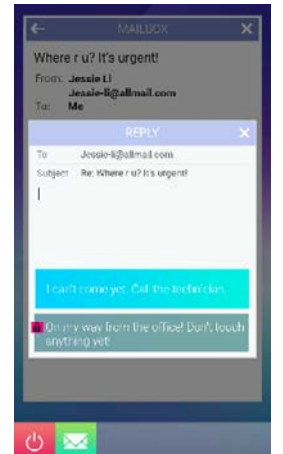 MAILBOX
Where r u? It's urgent!
From: Jessie Li
Jessie-li@allmail.com
To: Me
REPLY
To Jessie-li@allmail.com
Subject Re: Where r u? It's urgent!
I can't come yet. Call the technician.
On my way from the office! Don't touch
anything yet!